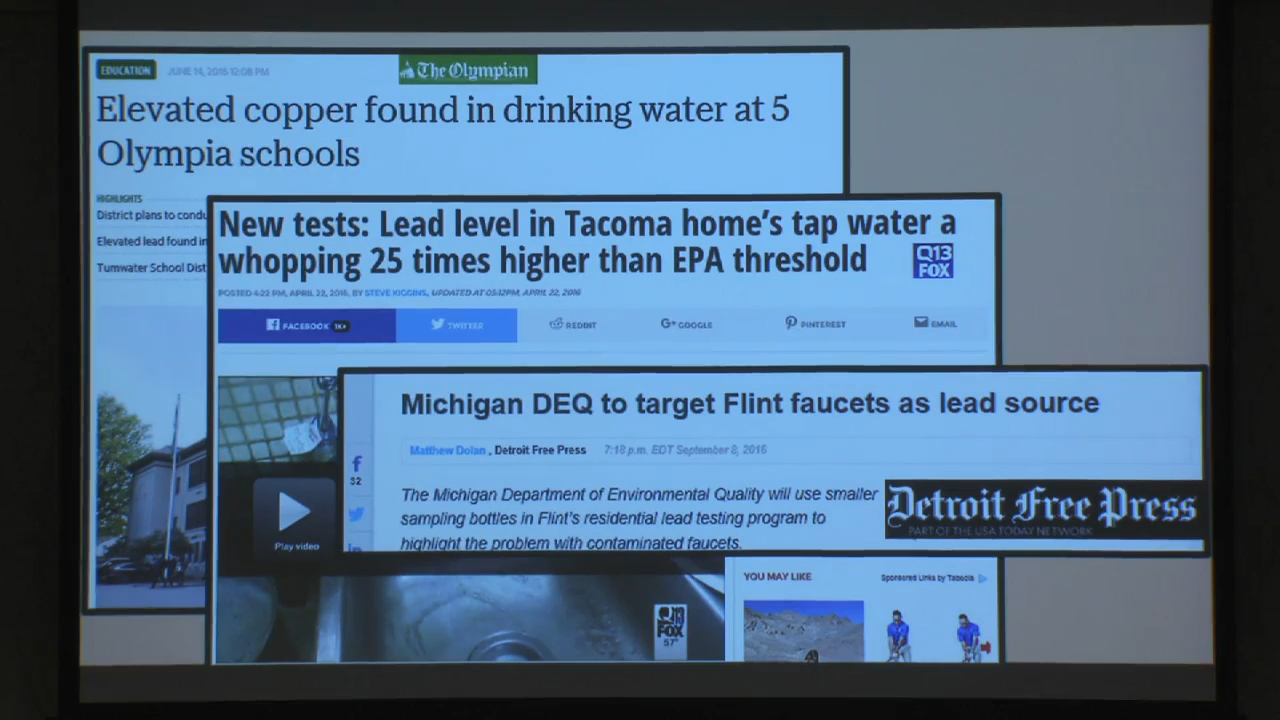 EDUCATION JUNE 14, 2016 12:08 PM
The Olympian
Elevated copper found in drinking water at 5
Olympia schools
HIGHLIGHTS
District plans to condu
Elevated lead found in
Tumwater School Dist
New tests: Lead level in Tacoma home's tap water a
whopping 25 times higher than EPA threshold
Q13
FOX
POSTED 4:22 PM, APRIL 22, 2016, BY STEVE KIGGINS, UPDATED AT 05:12PM, APRIL 22, 2016
FACEBOOK 1K+ TWITTER REDDIT G+ GOOGLE PINTEREST EMAIL
Michigan DEQ to target Flint faucets as lead source
Matthew Dolan , Detroit Free Press 7:18 p.m. EDT September 8, 2016
f
32
in
The Michigan Department of Environmental Quality will use smaller
sampling bottles in Flint's residential lead testing program to
highlight the problem with contaminated faucets.
Detroit Free Press
PART OF THE USA TODAY NETWORK
Play video
YOU MAY LIKE Sponsored Links by Taboola
Q13
FOX
57°